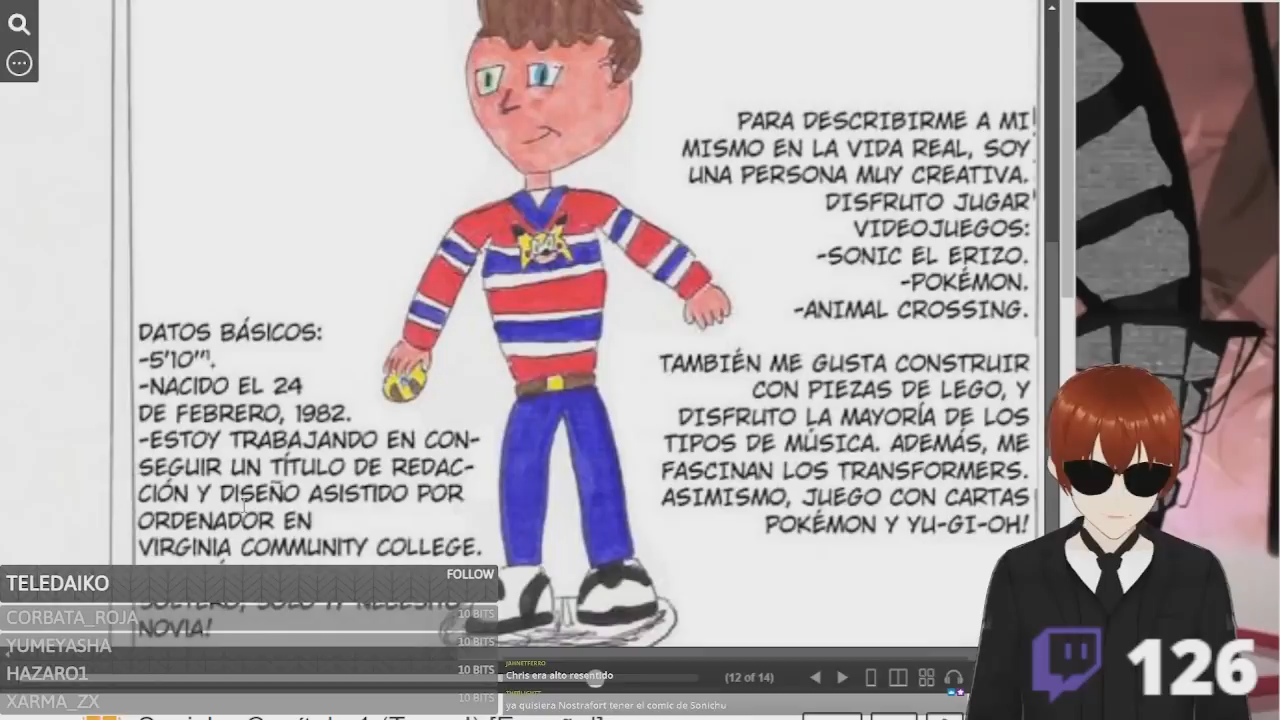 PARA DESCRIBIRME A MI
MISMO EN LA VIDA REAL, SOY
UNA PERSONA MUY CREATIVA.
DISFRUTO JUGAR
VIDEOJUEGOS:
-SONIC EL ERIZO.
-POKÉMON.
-ANIMAL CROSSING.
TAMBIÉN ME GUSTA CONSTRUIR
CON PIEZAS DE LEGO, Y
DISFRUTO LA MAYORÍA DE LOS
TIPOS DE MÚSICA. ADEMÁS, ME
FASCINAN LOS TRANSFORMERS.
ASIMISMO, JUEGO CON CARTAS
POKÉMON Y YU-GI-OH!
DATOS BÁSICOS:
-5'10"".
-NACIDO EL 24
DE FEBRERO, 1982.
-ESTOY TRABAJANDO EN CON-
SEGUIR UN TÍTULO DE REDAC-
CIÓN Y DISEÑO ASISTIDO POR
ORDENADOR EN
VIRGINIA COMMUNITY COLLEGE.
NOVIA!
TELEDAIKO FOLLOW
CORBATA_ROJA 10 BITS
YUMEYASHA 10 BITS
HAZARO1 10 BITS
XARMA_ZX 10 BITS
JAHNETFERRO
Chris era alto resentido
(12 of 14)
ya quisiera Nostrafort tener el comic de Sonichu
126